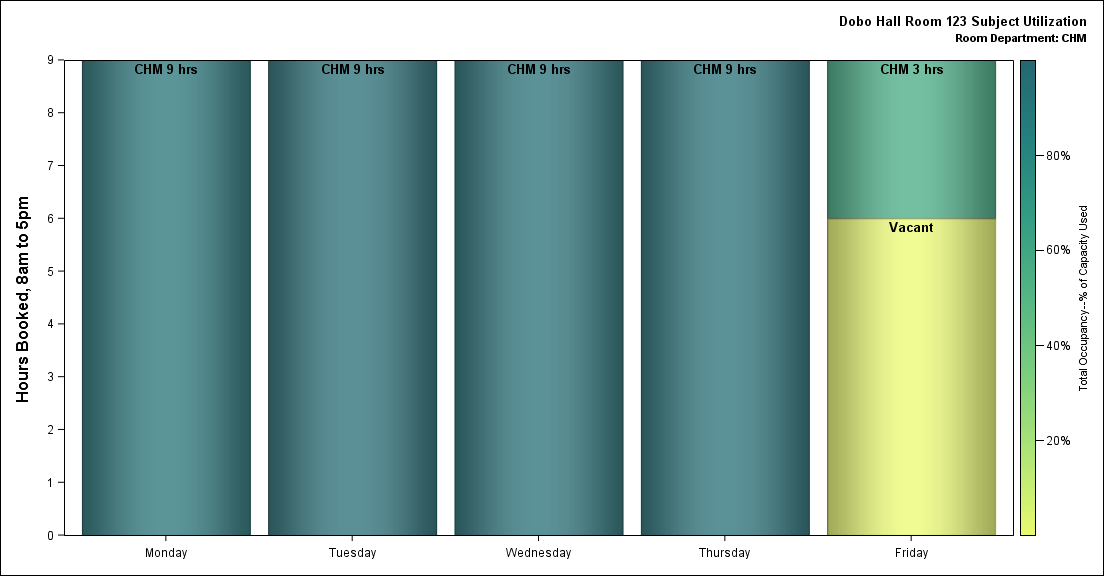 Dobo Hall Room 123 Subject Utilization
Room Department: CHM
Hours Booked, 8am to 5pm
9
8
7
6
5
4
3
2
1
0
CHM 9 hrs
CHM 9 hrs
CHM 9 hrs
CHM 9 hrs
CHM 3 hrs
Vacant
Monday
Tuesday
Wednesday
Thursday
Friday
80%
60%
40%
20%
Total Occupancy--% of Capacity Used